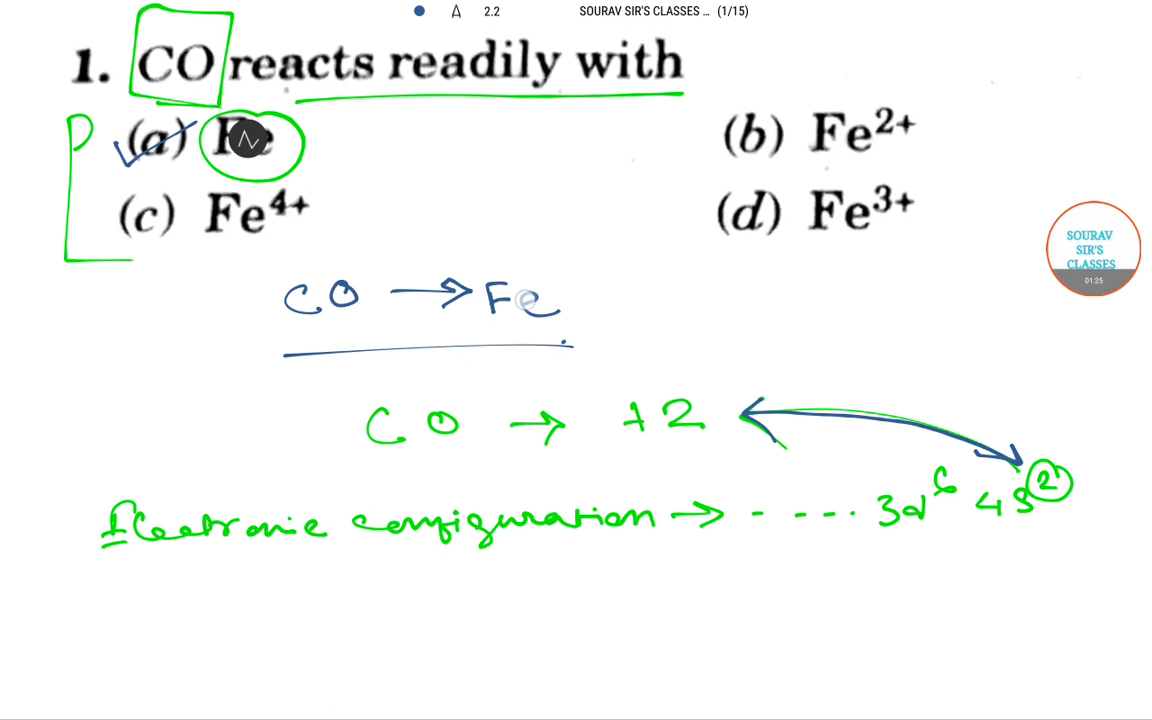 2.2 SOURAV SIR'S CLASSES ... (1/15)
1. CO reacts readily with
(a) Fe (b) Fe2+
(c) Fe4+ (d) Fe3+
SOURAV
SIR'S
CLASSES
01:25
CO → Fe
CO → +2
Electronic configuration → - - - - . 3d6 4s2